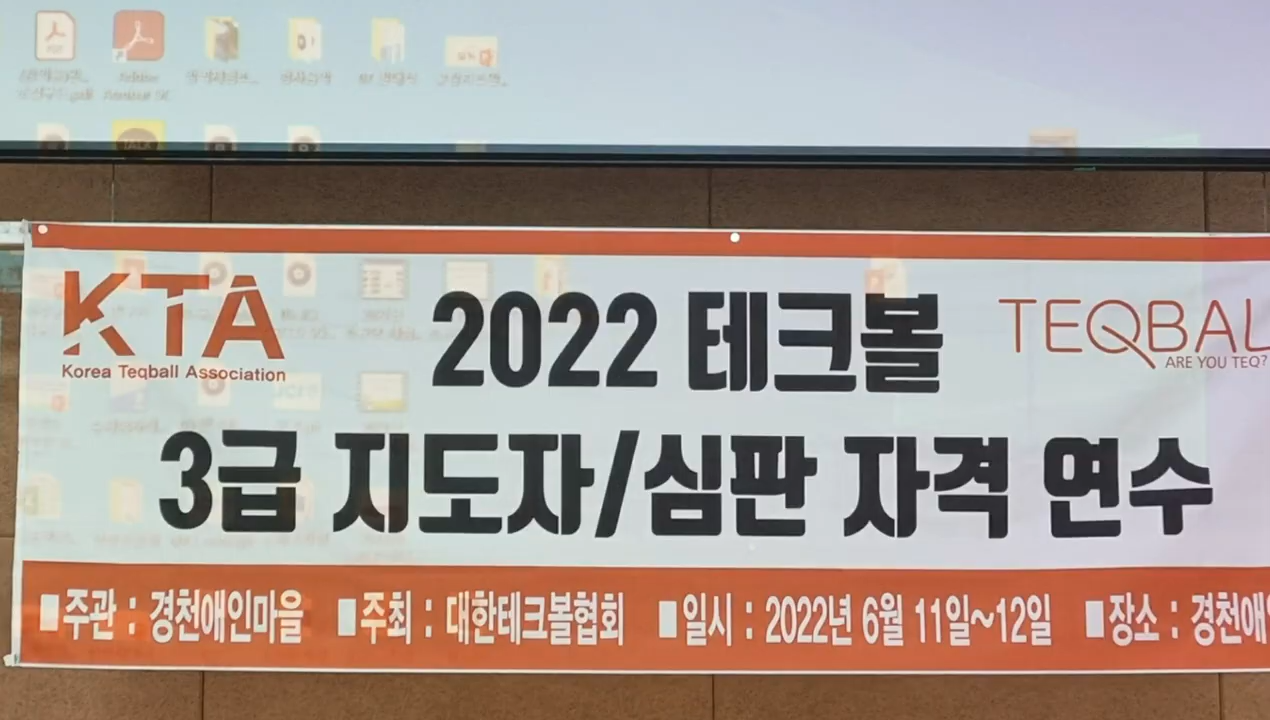 KTA
Korea Teqball Association
2022 테크볼
TEQBAL
ARE YOU TEQ?
3급 지도자/심판 자격 연수
■주관 : 경천애인마을 ■주최 : 대한테크볼협회 ■일시 : 2022년 6월 11일~12일 ■장소 : 경천애